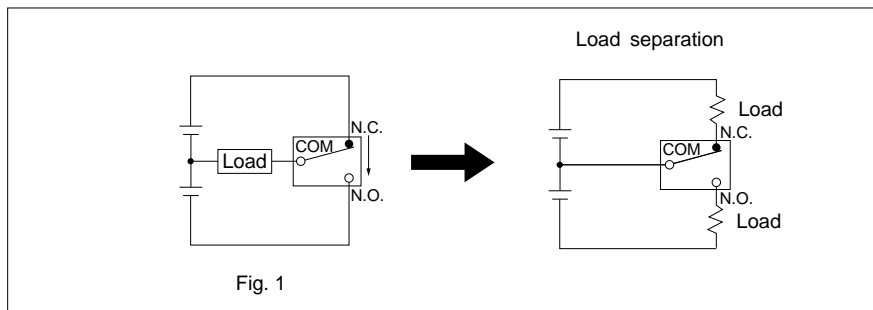 Load separation
N.C.
COM
Load
N.O.
Fig. 1
Load
N.C.
COM
N.O.
Load